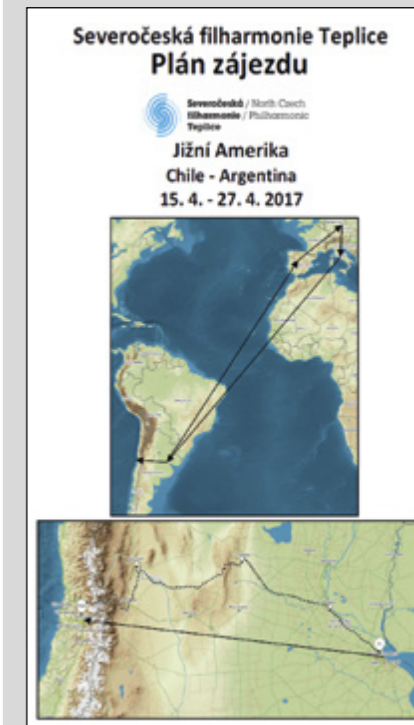 Severočeská filharmonie Teplice
Plán zájezdu
Severočeská / North Czech
filharmonie / Philharmonic
Teplice
Jižní Amerika
Chile - Argentina
15. 4. - 27. 4. 2017